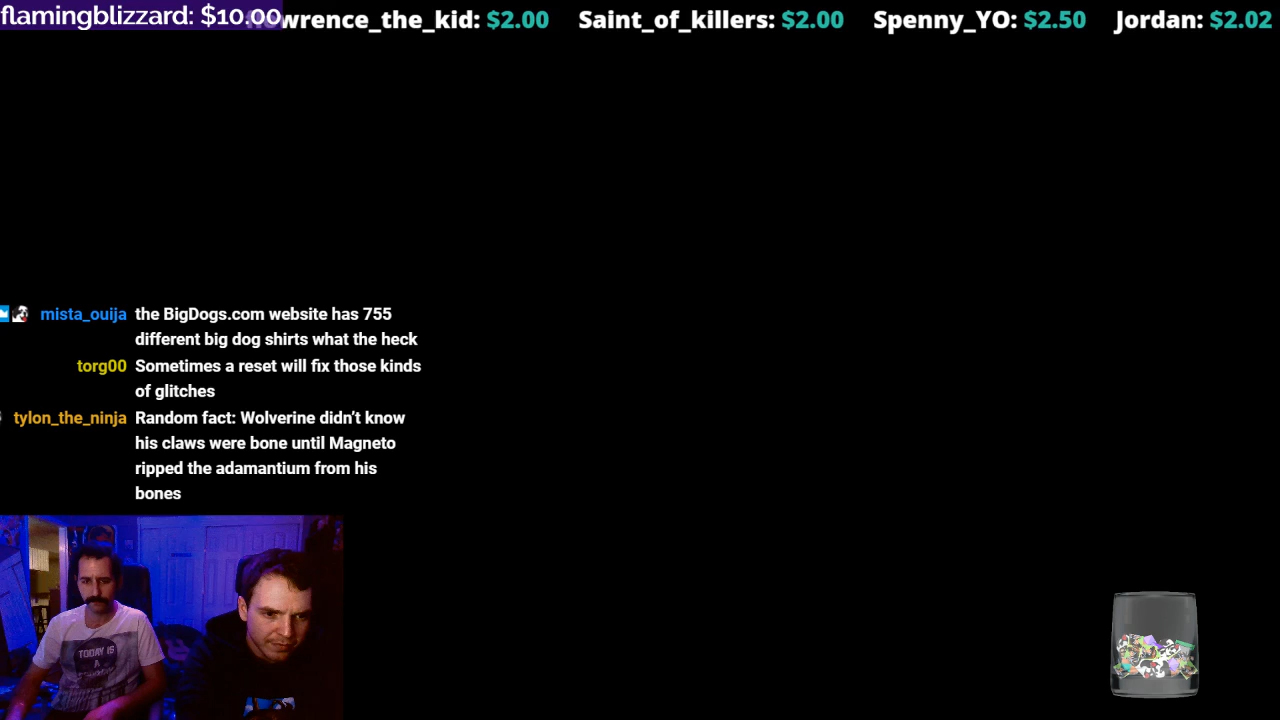 flamingblizzard: $10.00
wrence_the_kid: $2.00 Saint_of_killers: $2.00 Spenny_YO: $2.50 Jordan: $2.02
mista_ouija the BigDogs.com website has 755
different big dog shirts what the heck
torg00 Sometimes a reset will fix those kinds
of glitches
tylon_the_ninja Random fact: Wolverine didn't know
his claws were bone until Magneto
ripped the adamantium from his
bones
TODAY IS
A